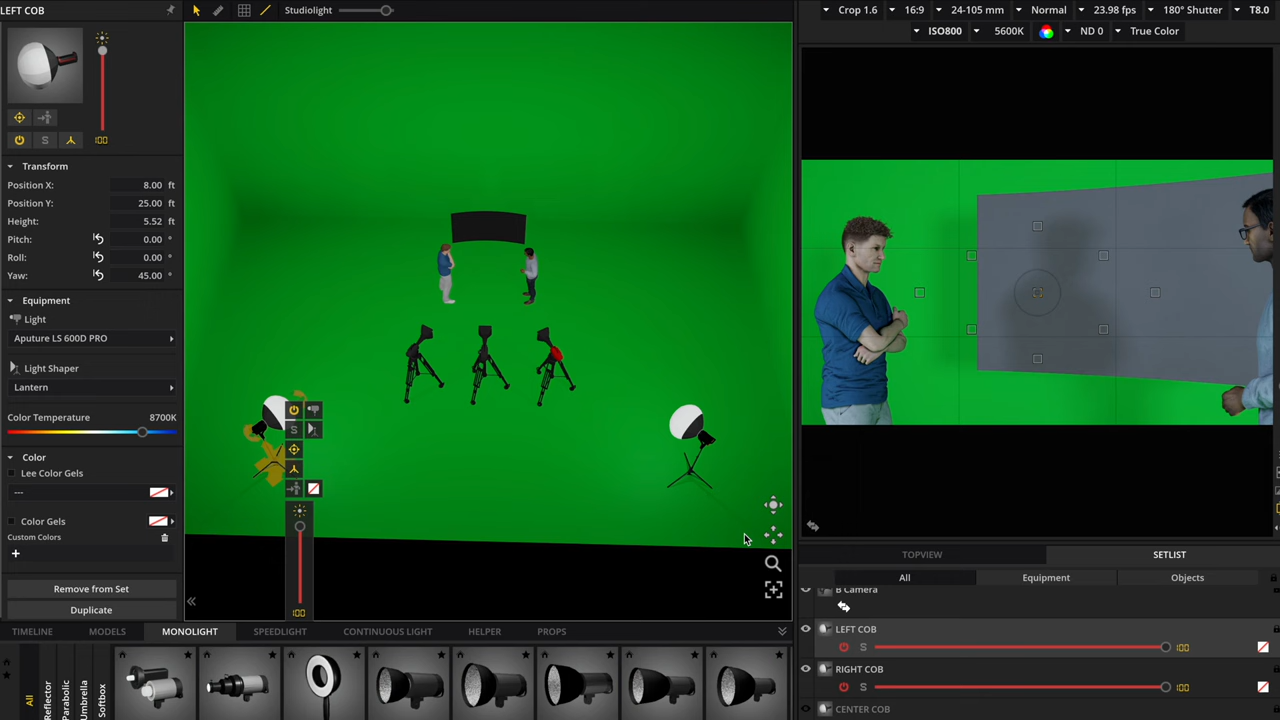 LEFT COB
Studiolight
Crop 1.6 16:9 24-105 mm Normal 23.98 fps 180° Shutter T8.0
ISO800 5600K ND 0 True Color
S
100
Transform
Position X: 8.00 ft
Position Y: 25.00 ft
Height: 5.52 ft
Pitch: 0.00 °
Roll: 0.00 °
Yaw: 45.00 °
Equipment
Light
Aputure LS 600D PRO
Light Shaper
Lantern
Color Temperature 8700K
Color
Lee Color Gels
---
Color Gels
Custom Colors
+
Remove from Set
Duplicate
S
100
TOPVIEW SETLIST
All Equipment Objects
B Camera
LEFT COB
S 100
RIGHT COB
S 100
CENTER COB
TIMELINE MODELS MONOLIGHT SPEEDLIGHT CONTINUOUS LIGHT HELPER PROPS
All
Reflector
Parabolic
Umbrella
Softbox